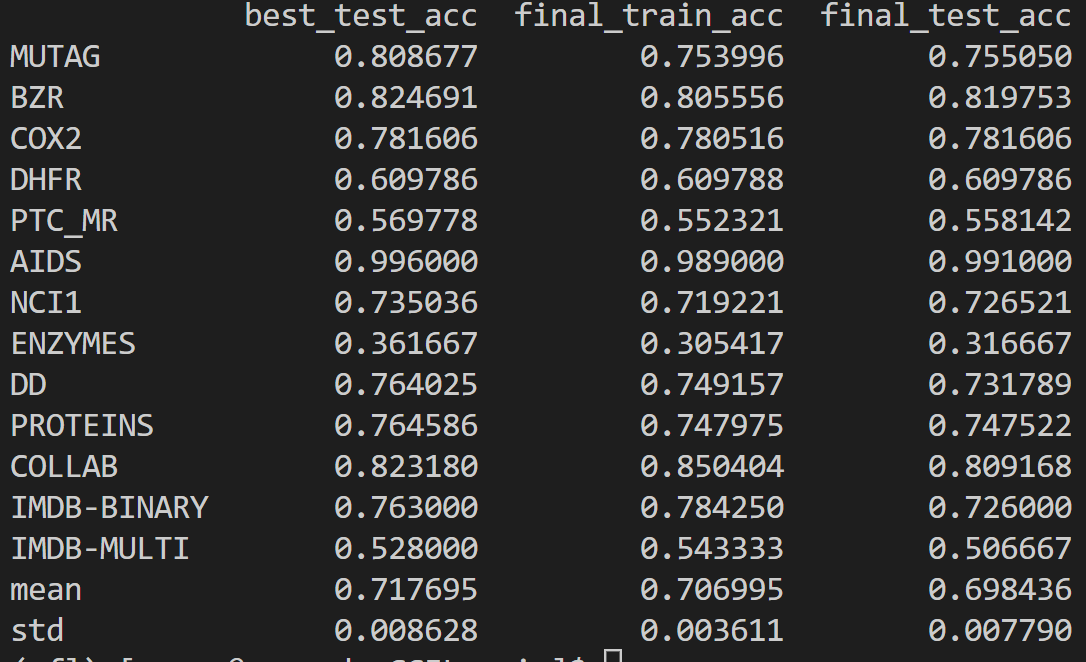 best_test_acc final_train_acc final_test_acc
MUTAG 0.808677 0.753996 0.755050
BZR 0.824691 0.805556 0.819753
COX2 0.781606 0.780516 0.781606
DHFR 0.609786 0.609788 0.609786
PTC_MR 0.569778 0.552321 0.558142
AIDS 0.996000 0.989000 0.991000
NCI1 0.735036 0.719221 0.726521
ENZYMES 0.361667 0.305417 0.316667
DD 0.764025 0.749157 0.731789
PROTEINS 0.764586 0.747975 0.747522
COLLAB 0.823180 0.850404 0.809168
IMDB-BINARY 0.763000 0.784250 0.726000
IMDB-MULTI 0.528000 0.543333 0.506667
mean 0.717695 0.706995 0.698436
std 0.008628 0.003611 0.007790